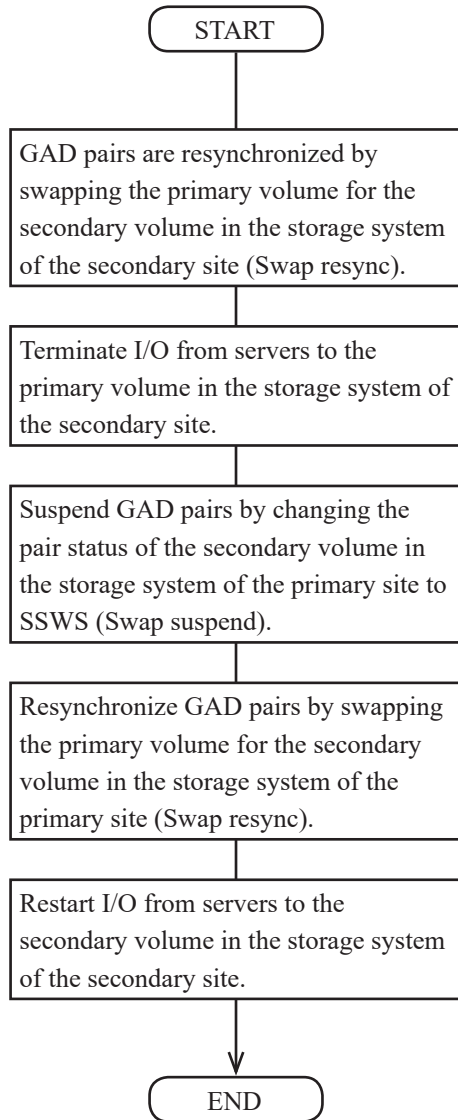 START
GAD pairs are resynchronized by
swapping the primary volume for the
secondary volume in the storage system
of the secondary site (Swap resync).
Terminate I/O from servers to the
primary volume in the storage system of
the secondary site.
Suspend GAD pairs by changing the
pair status of the secondary volume in
the storage system of the primary site to
SSWS (Swap suspend).
Resynchronize GAD pairs by swapping
the primary volume for the secondary
volume in the storage system of the
primary site (Swap resync).
Restart I/O from servers to the
secondary volume in the storage system
of the secondary site.
END